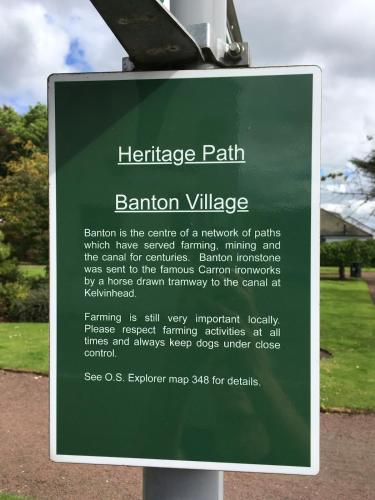 Heritage Path
Banton Village
Banton is the centre of a network of paths
which have served farming, mining and
the canal for centuries. Banton ironstone
was sent to the famous Carron ironworks
by a horse drawn tramway to the canal at
Kelvinhead.
Farming is still very important locally.
Please respect farming activities at all
times and always keep dogs under close
control.
See O.S. Explorer map 348 for details.